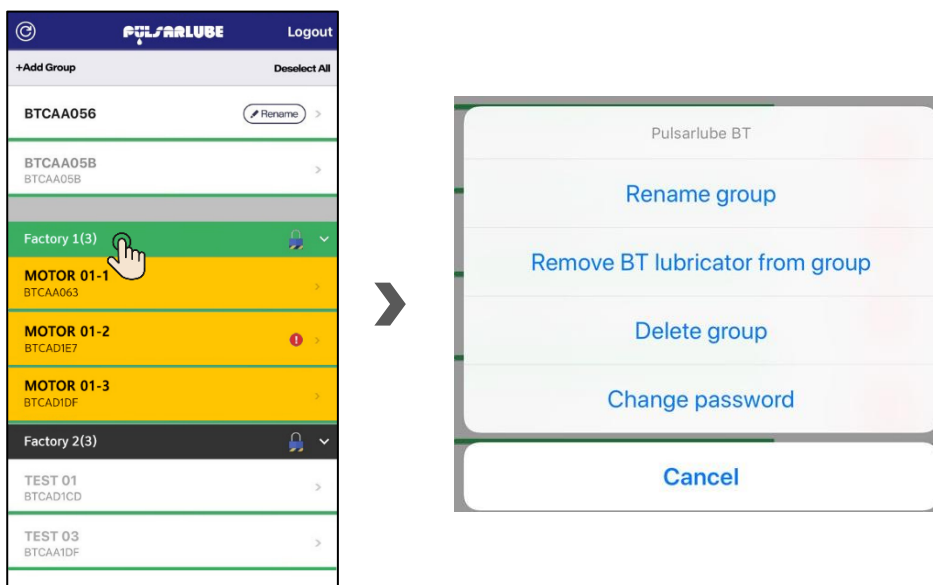 PULSARLUBE Logout
+Add Group Deselect All
BTCAA056 Rename
BTCAA05B
BTCAA05B
Factory 1(3)
MOTOR 01-1
BTCAA063
MOTOR 01-2
BTCAD1E7
MOTOR 01-3
BTCAD1DF
Factory 2(3)
TEST 01
BTCAD1CD
TEST 03
BTCAA1DF
Pulsarlube BT
Rename group
Remove BT lubricator from group
Delete group
Change password
Cancel